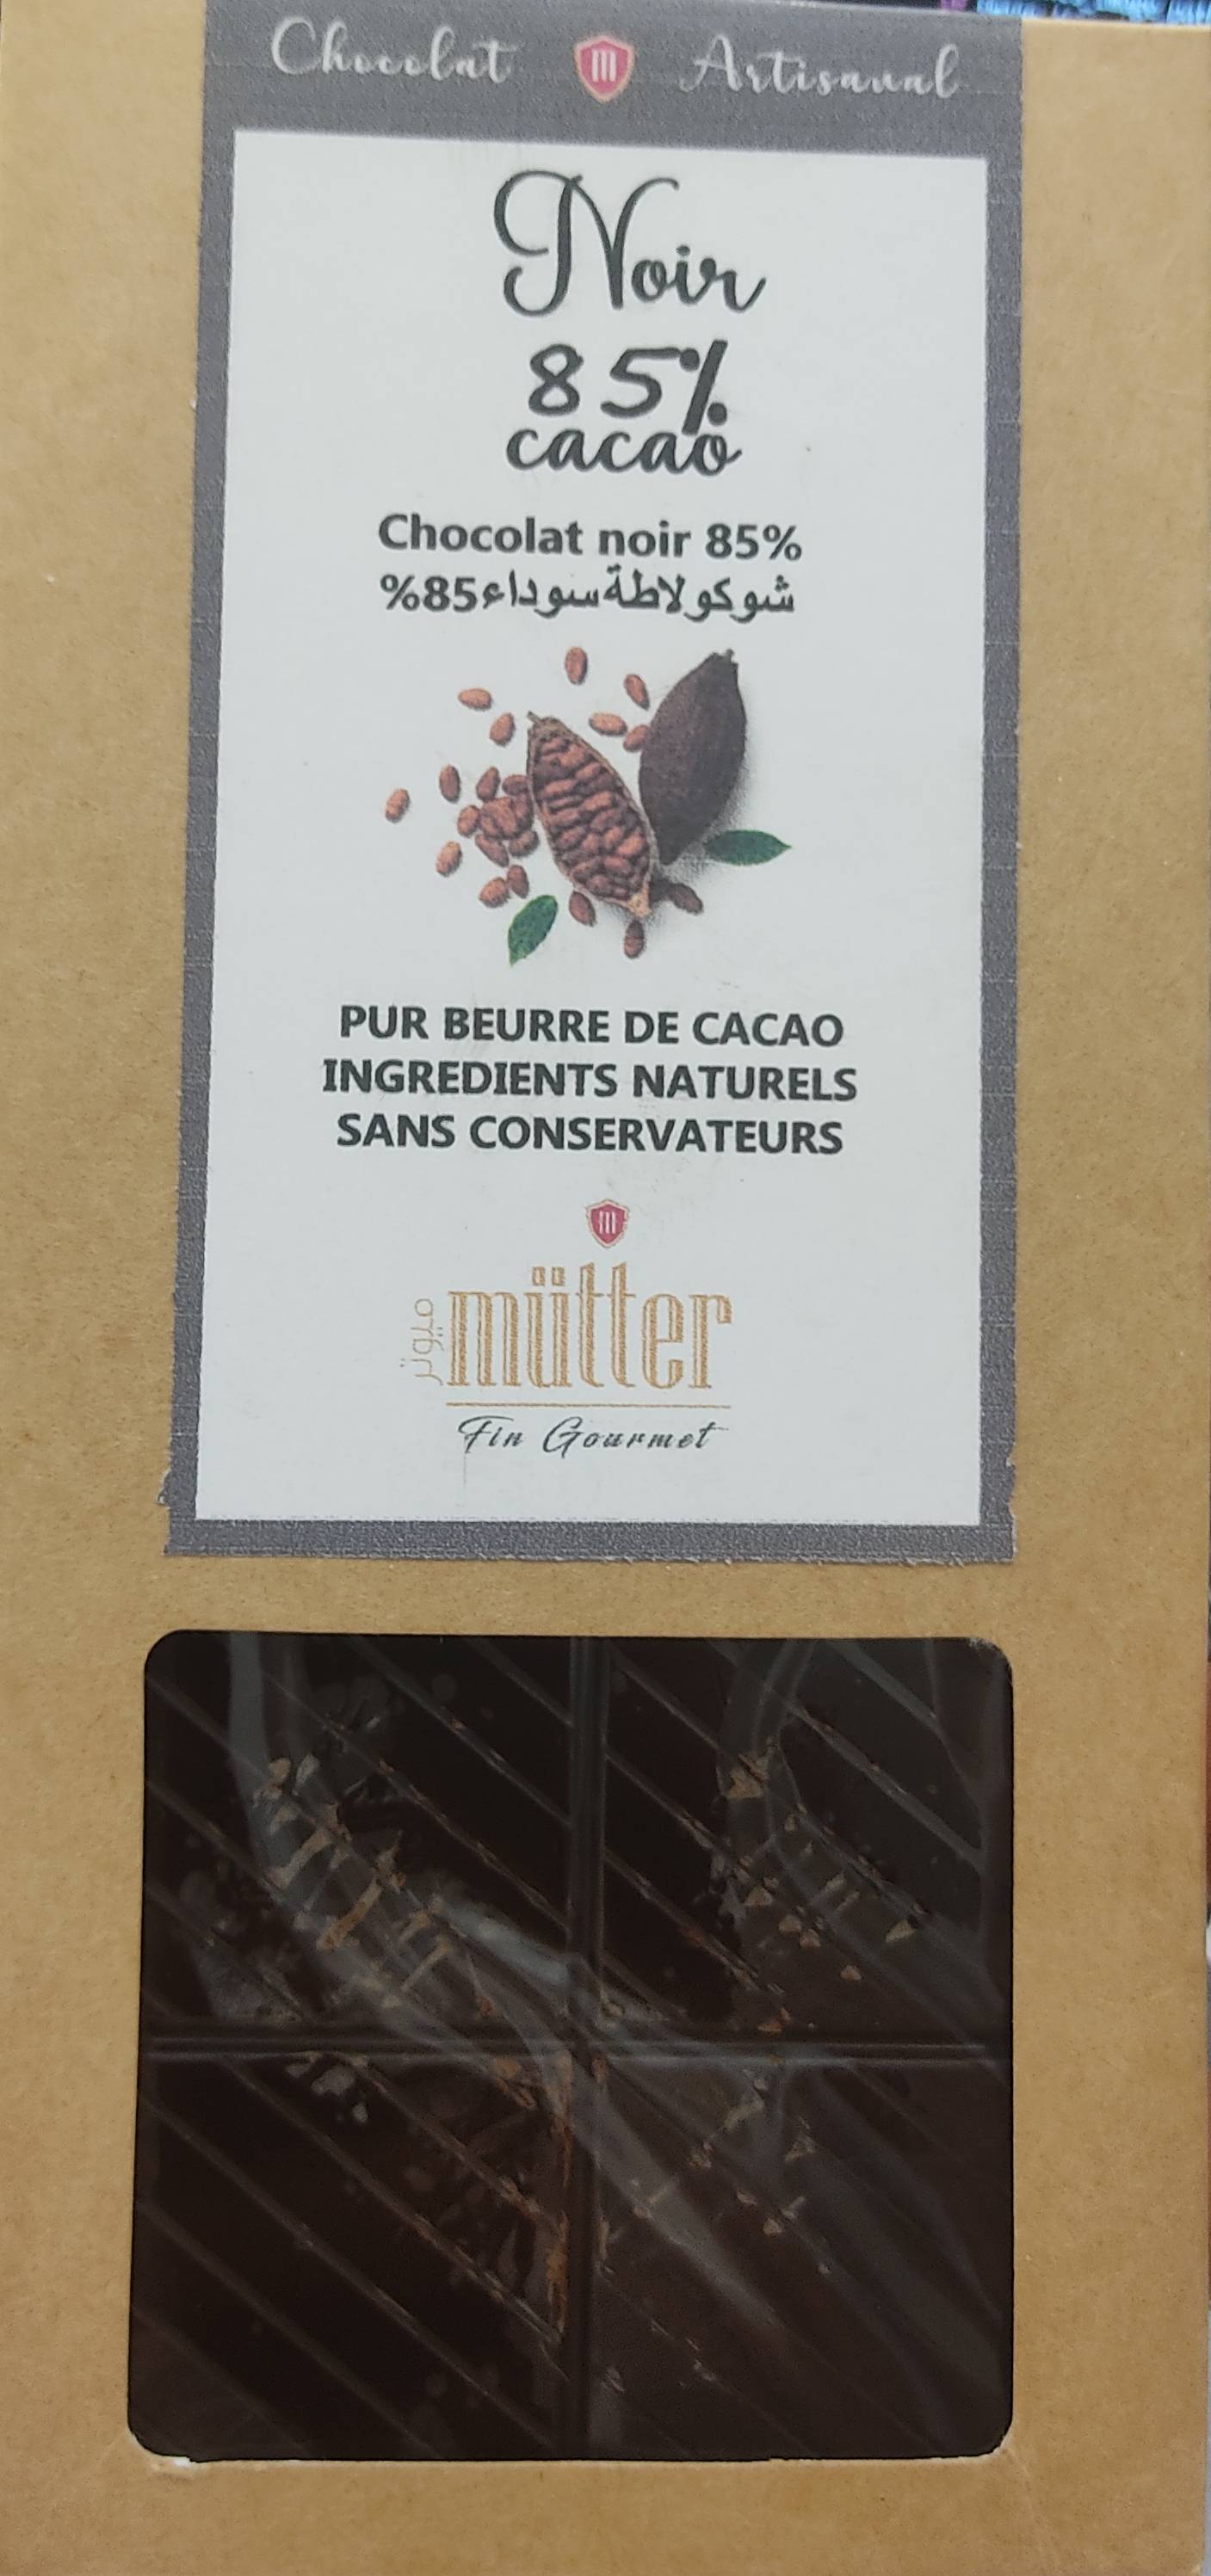 Chocolat m Artisanal
Noir
85%
cacao
Chocolat noir 85%
شوكولاطة سوداء 85%
PUR BEURRE DE CACAO
INGREDIENTS NATURELS
SANS CONSERVATEURS
m
ميوتر
mütter
Fin Gourmet